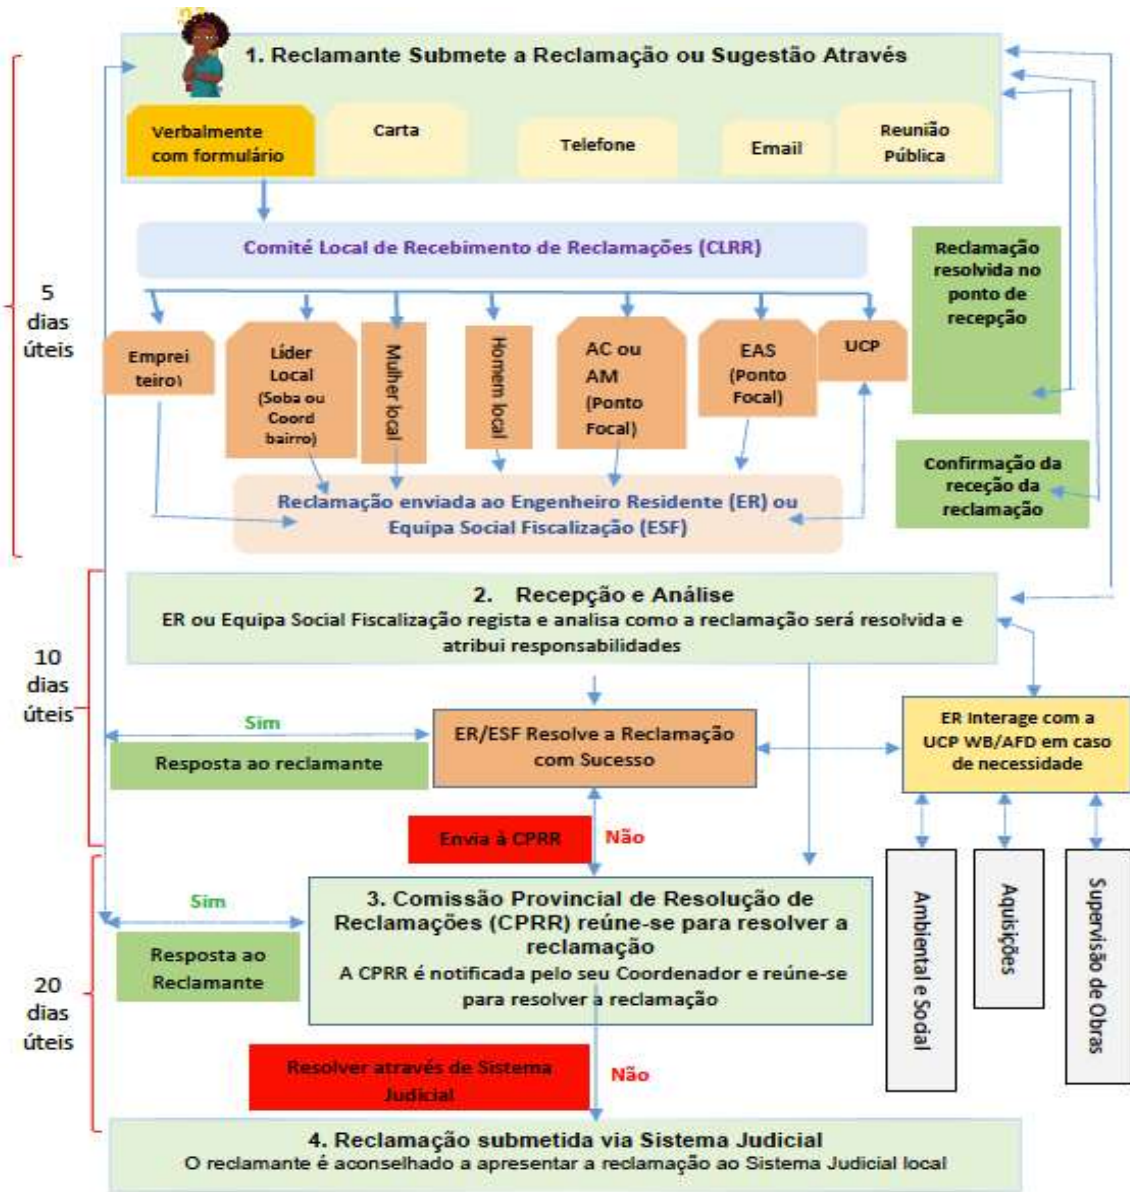 1. Reclamante Submete a Reclamação ou Sugestão Através
Verbalmente
com formulário
Carta
Telefone
Email
Reunião
Pública
Comité Local de Recebimento de Reclamações (CLRR)
Reclamação
resolvida no
ponto de
recepção
5
dias
úteis
Emprei
teiro)
Líder
Local
(Soba ou
Coord
bairro)
Mulher local
Homem local
AC ou
AM
(Ponto
Focal)
EAS
(Ponto
Focal)
UCP
Confirmação da
receção da
reclamação
Reclamação enviada ao Engenheiro Residente (ER) ou
Equipa Social Fiscalização (ESF)
2. Recepção e Análise
ER ou Equipa Social Fiscalização regista e analisa como a reclamação será resolvida e
atribui responsabilidades
10
dias
úteis
Sim
Resposta ao reclamante
ER/ESF Resolve a Reclamação
com Sucesso
ER Interage com a
UCP WB/AFD em caso
de necessidade
Envia à CPRR
Não
Ambiental e Social
Aquisições
Supervisão de Obras
3. Comissão Provincial de Resolução de
Reclamações (CPRR) reúne-se para resolver a
reclamação
A CPRR é notificada pelo seu Coordenador e reúne-se
para resolver a reclamação
Sim
Resposta ao
Reclamante
20
dias
úteis
Resolver através de Sistema
Judicial
Não
4. Reclamação submetida via Sistema Judicial
O reclamante é aconselhado a apresentar a reclamação ao Sistema Judicial local